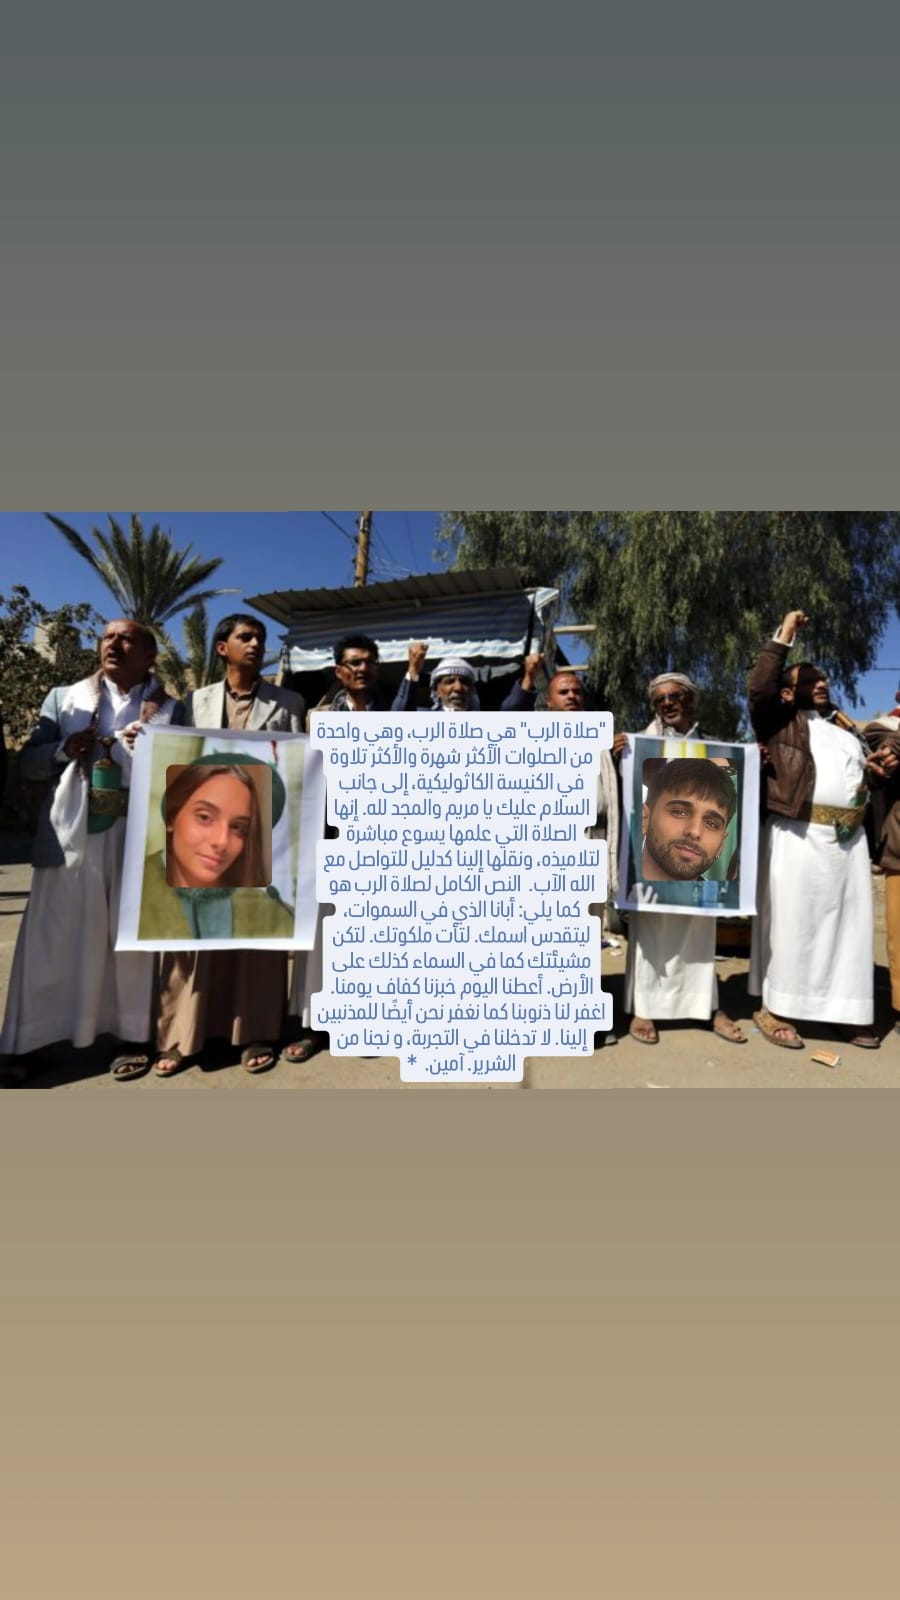 "صلاة الرب" هي صلاة الرب، وهي واحدة
من الصلوات الأكثر شهرة والأكثر تلاوة
في الكنيسة الكاثوليكية، إلى جانب
السلام عليك يا مريم والمجد لله. إنها
الصلاة التي علمها يسوع مباشرة
لتلاميذه، ونقلها إلينا كدليل للتواصل مع
الله الآب. النص الكامل لصلاة الرب هو
كما يلي: أبانا الذي في السموات،
ليتقدس اسمك. لتأت ملكوتك. لتكن
مشيئتك كما في السماء كذلك على
الأرض. أعطنا اليوم خبزنا كفاف يومنا.
اغفر لنا ذنوبنا كما نغفر نحن أيضًا للمذنبين
إلينا. لا تدخلنا في التجربة، و نجنا من
الشرير. آمين. *